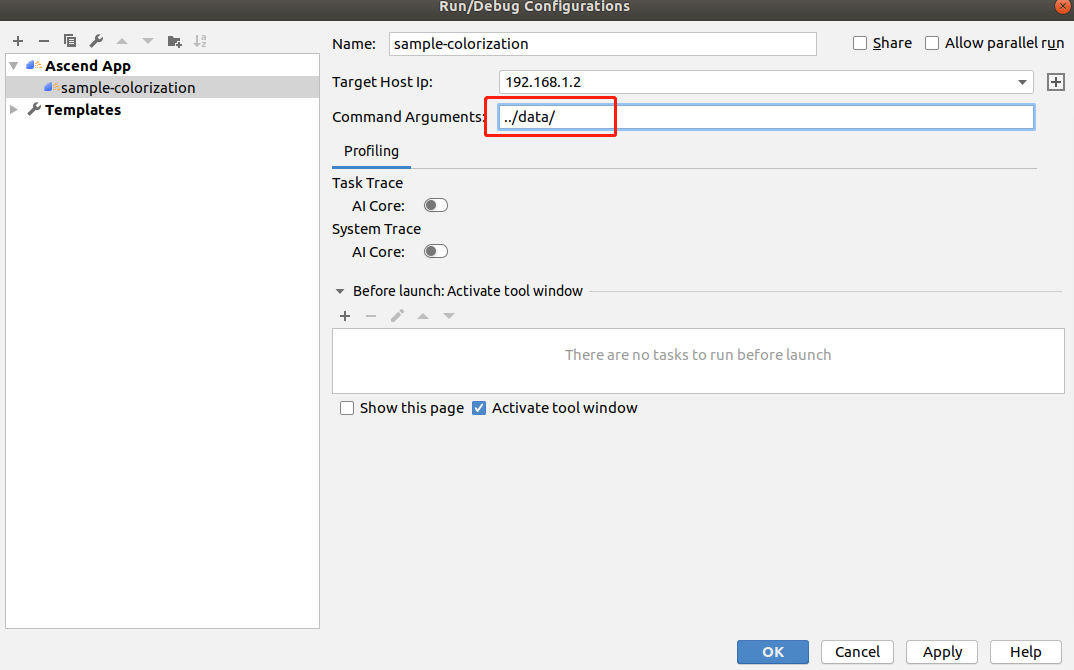 Run/Debug Configurations
Name: sample-colorization Share Allow parallel run
Ascend App
sample-colorization
Templates
Target Host Ip: 192.168.1.2
Command Arguments: ../data/
Profiling
Task Trace
AI Core:
System Trace
AI Core:
Before launch: Activate tool window
There are no tasks to run before launch
Show this page Activate tool window
OK Cancel Apply Help